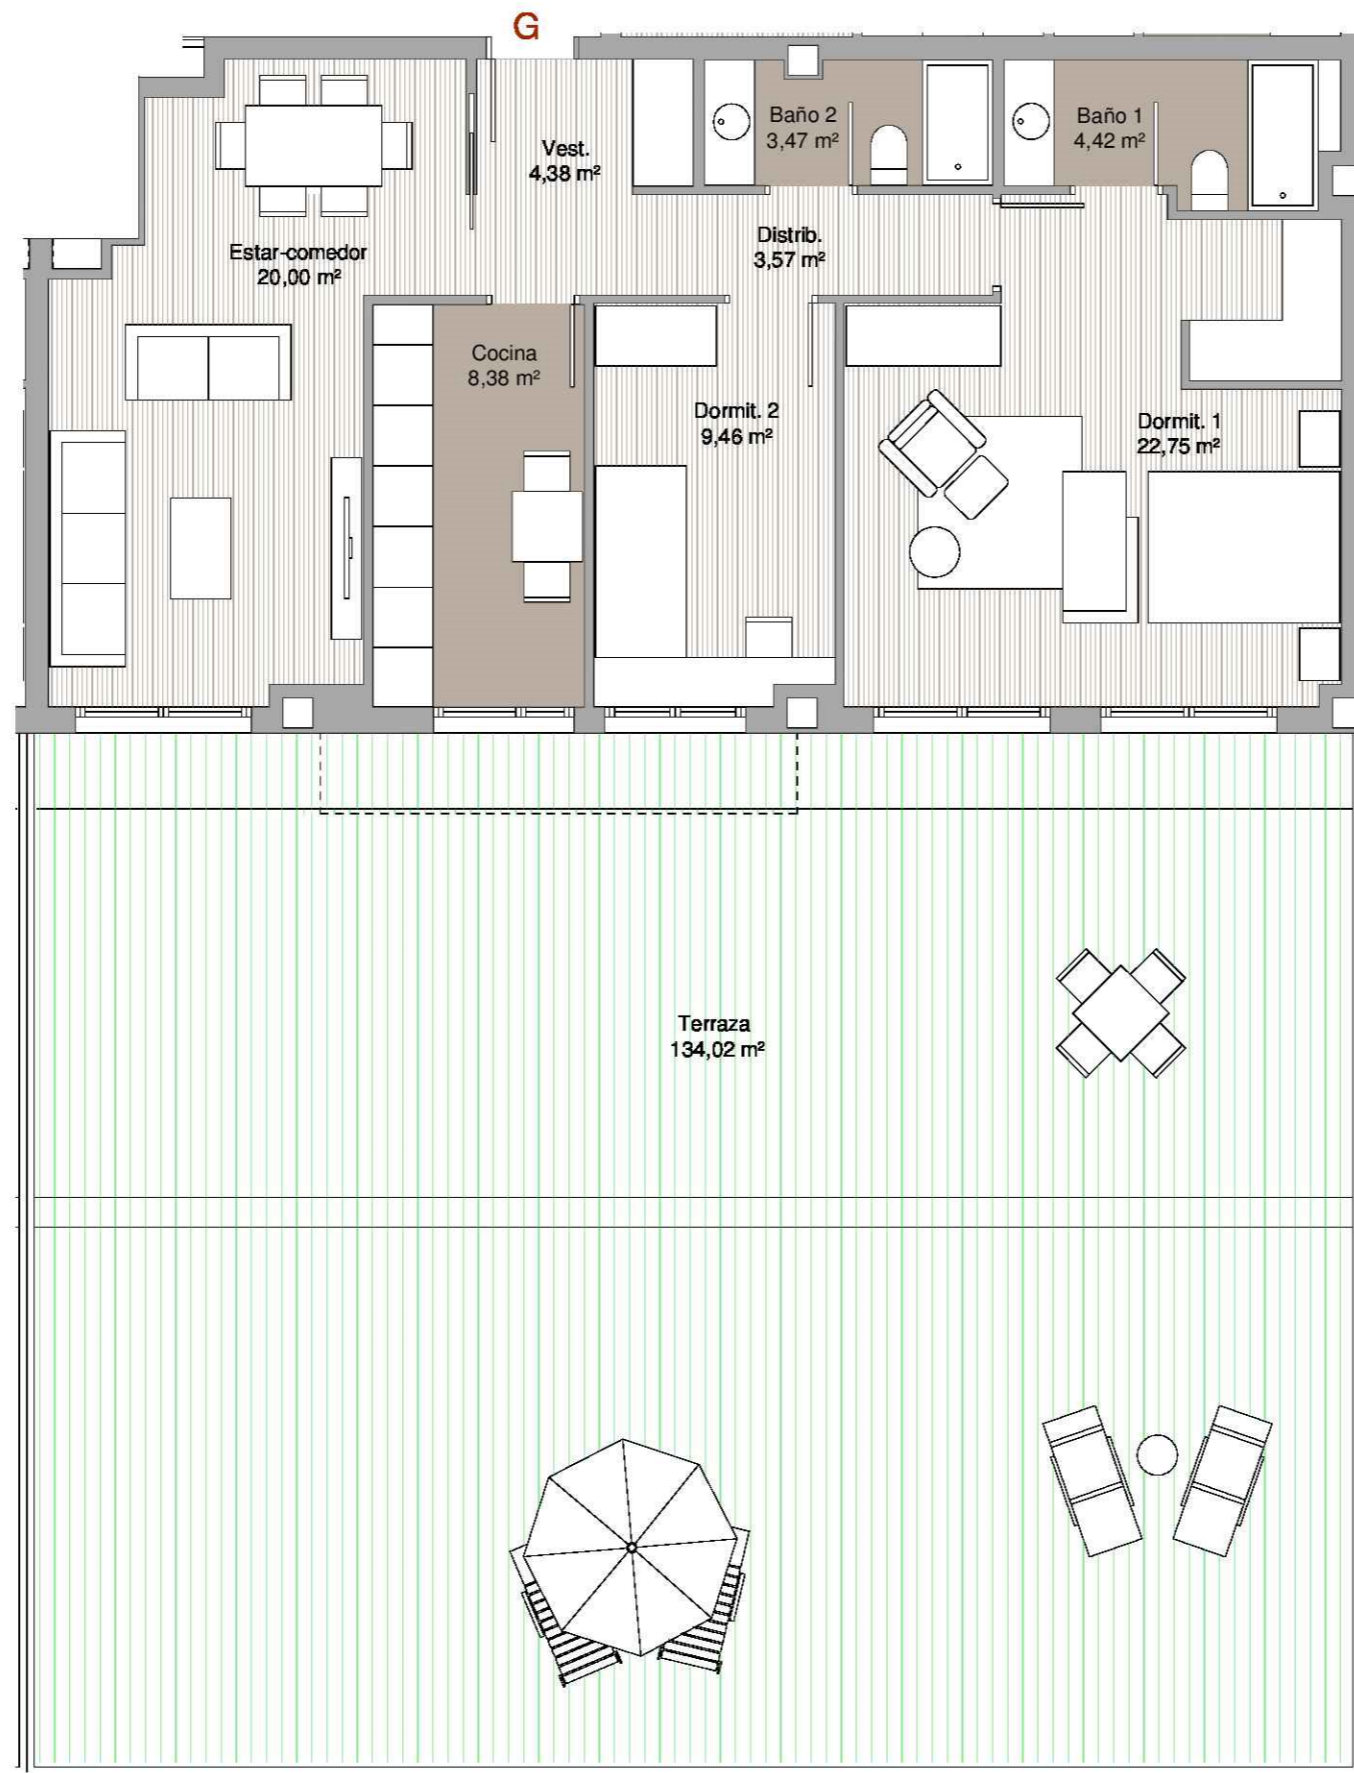 G
Baño 2
3,47 m²
Baño 1
4,42 m²
Vest.
4,38 m²
Estar-comedor
20,00 m²
Distrib.
3,57 m²
Cocina
8,38 m²
Dormit. 2
9,46 m²
Dormit. 1
22,75 m²
Terraza
134,02 m²